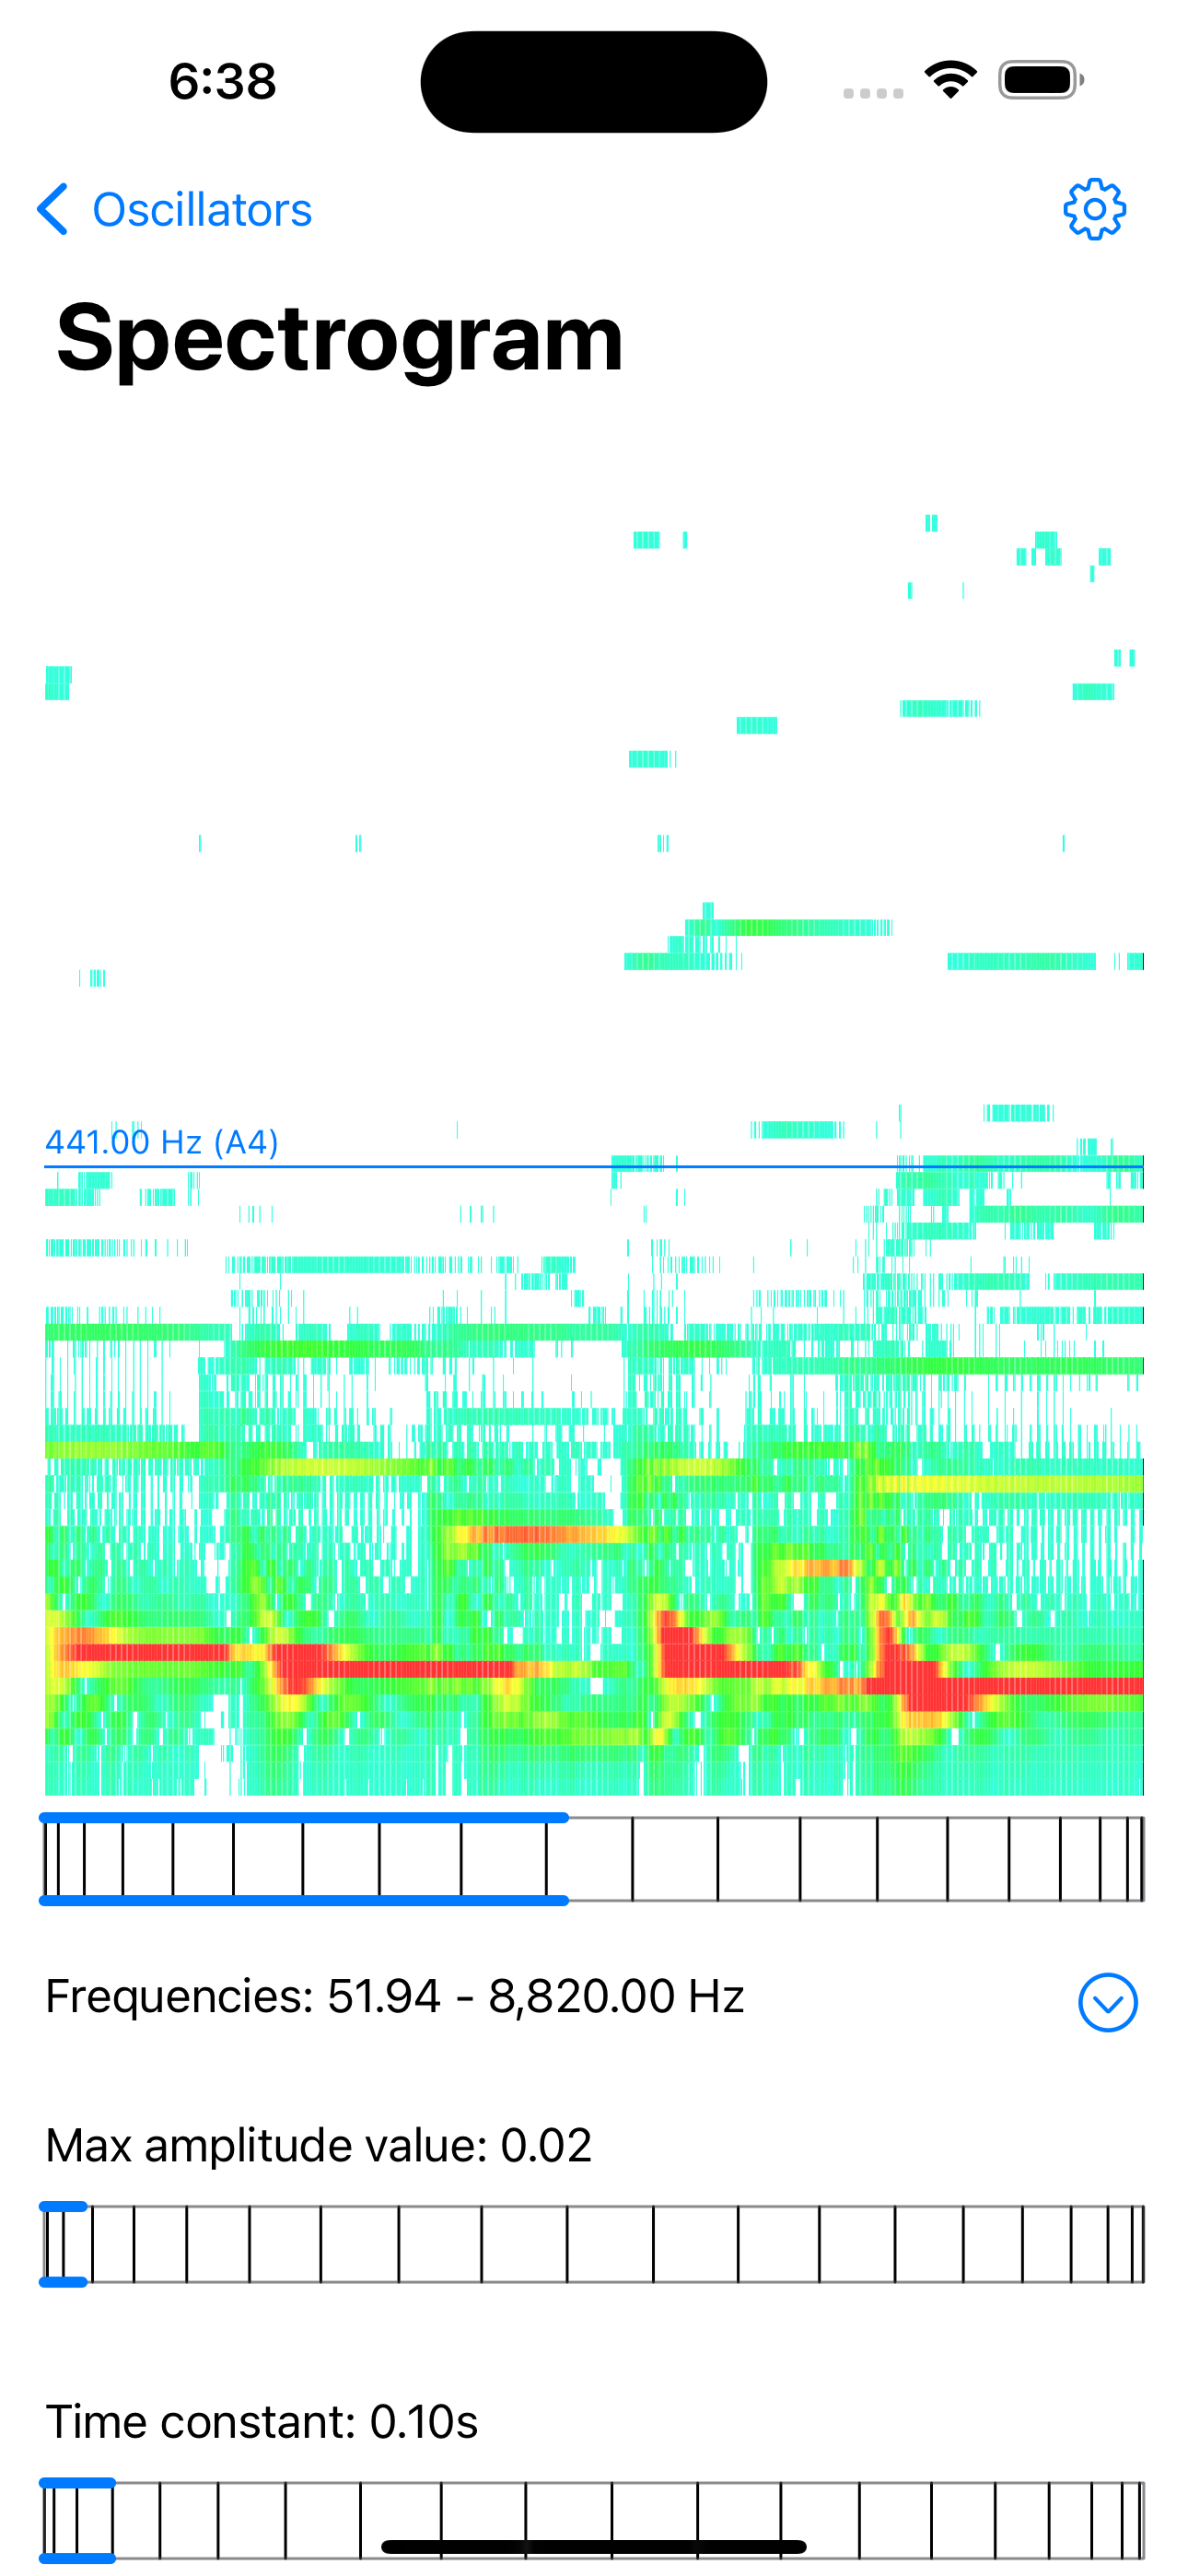 6:38
Oscillators
Spectrogram
441.00 Hz (A4)
Frequencies: 51.94 - 8,820.00 Hz
Max amplitude value: 0.02
Time constant: 0.10s